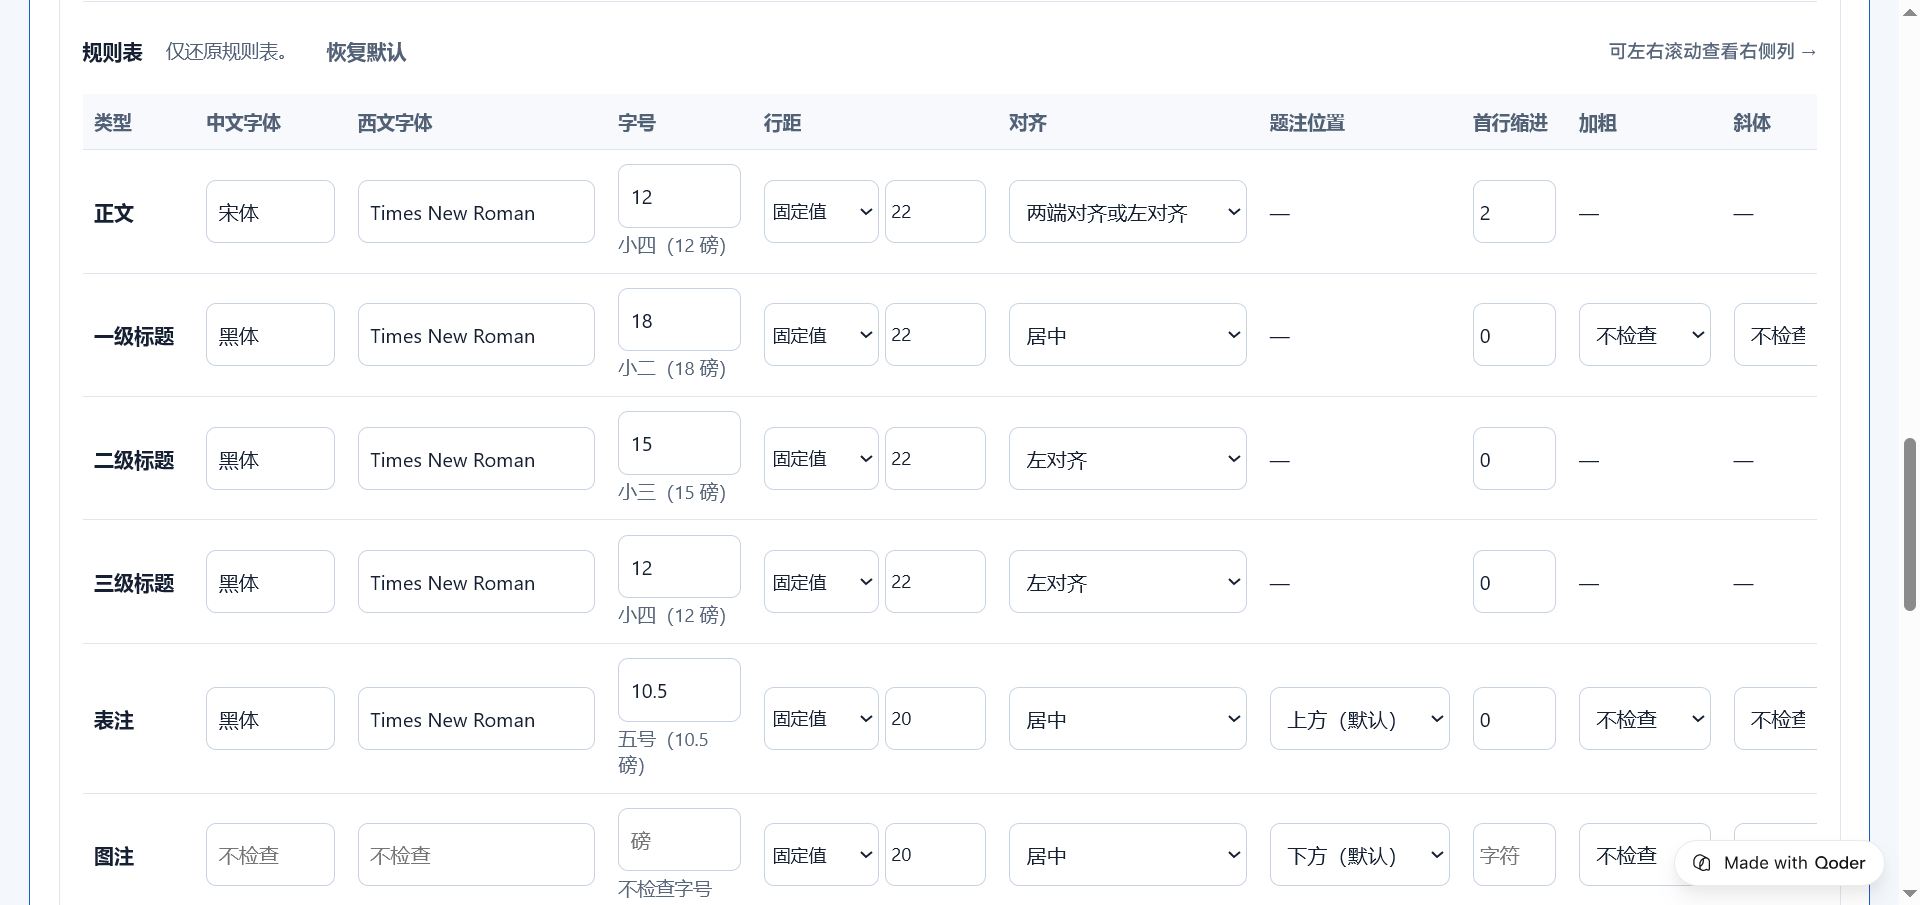 规则表 仅还原规则表。 恢复默认 可左右滚动查看右侧列 →
类型 中文字体 西文字体 字号 行距 对齐 题注位置 首行缩进 加粗 斜体
正文 宋体 Times New Roman 12 固定值 22 两端对齐或左对齐 — 2 — —
小四（12 磅）
一级标题 黑体 Times New Roman 18 固定值 22 居中 — 0 不检查 不检查
小二（18 磅）
二级标题 黑体 Times New Roman 15 固定值 22 左对齐 — 0 — —
小三（15 磅）
三级标题 黑体 Times New Roman 12 固定值 22 左对齐 — 0 — —
小四（12 磅）
表注 黑体 Times New Roman 10.5 固定值 20 居中 上方（默认） 0 不检查 不检查
五号（10.5
磅）
图注 不检查 不检查 磅 固定值 20 居中 下方（默认） 字符 不检查
不检查字号
Made with Qoder